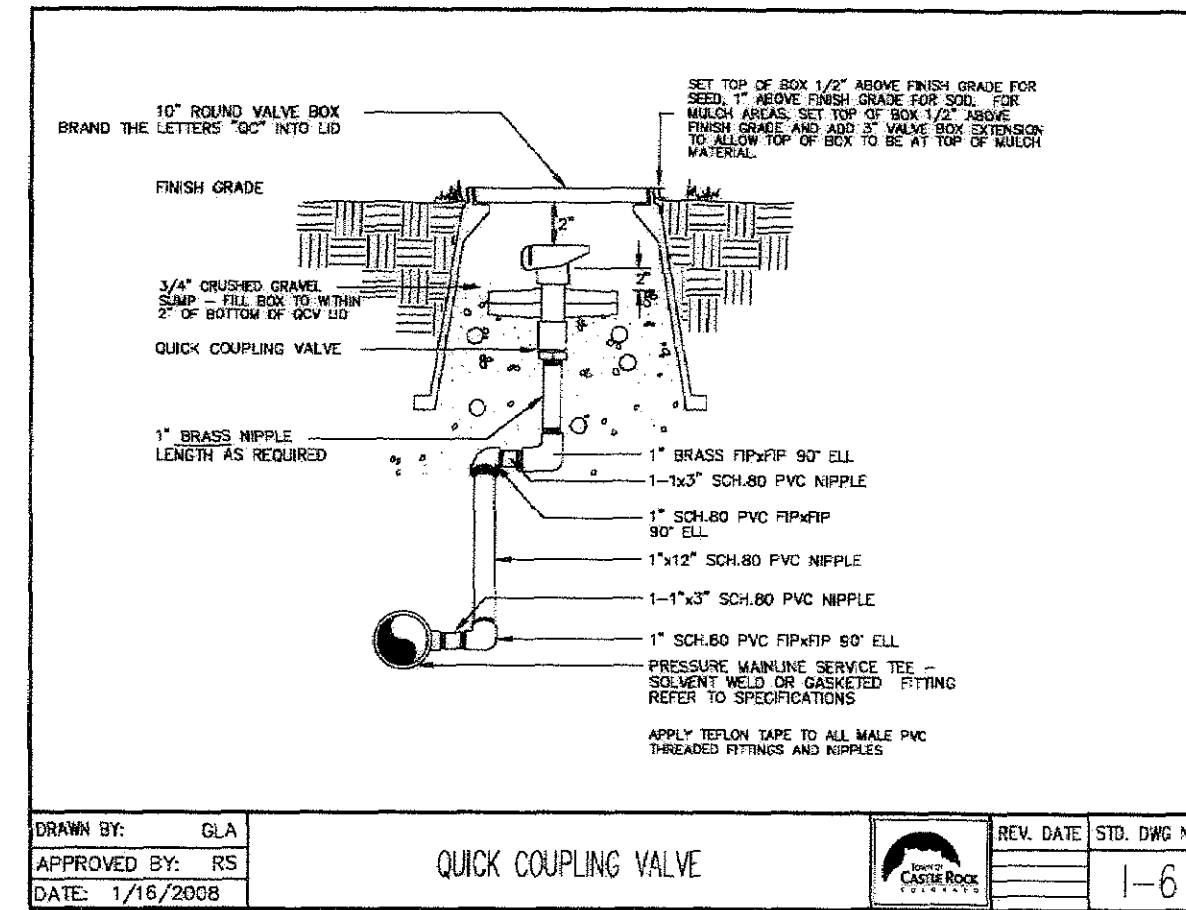 10" ROUND VALVE BOX
BRAND THE LETTERS "QC" INTO LID
SET TOP OF BOX 1/2" ABOVE FINISH GRADE FOR
SEED, 1" ABOVE FINISH GRADE FOR SOD. FOR
MULCH AREAS, SET TOP OF BOX 1/2" ABOVE
FINISH GRADE AND ADD 3" VALVE BOX EXTENSION
TO ALLOW TOP OF BOX TO BE AT TOP OF MULCH
MATERIAL.
FINISH GRADE
2"
2"
3/4" CRUSHED GRAVEL
SUMP – FILL BOX TO WITHIN
2" OF BOTTOM OF QCV LID
QUICK COUPLING VALVE
1" BRASS NIPPLE
LENGTH AS REQUIRED
1" BRASS FIPxFIP 90° ELL
1-1x3" SCH.80 PVC NIPPLE
1" SCH.80 PVC FIPxFIP
90° ELL
1"x12" SCH.80 PVC NIPPLE
1-1"x3" SCH.80 PVC NIPPLE
1" SCH.80 PVC FIPxFIP 90° ELL
PRESSURE MAINLINE SERVICE TEE –
SOLVENT WELD OR GASKETED FITTING
REFER TO SPECIFICATIONS
APPLY TEFLON TAPE TO ALL MALE PVC
THREADED FITTINGS AND NIPPLES
DRAWN BY: GLA
APPROVED BY: RS
DATE: 1/16/2008
QUICK COUPLING VALVE
TOWN OF
CASTLE ROCK
COLORADO
REV. DATE
STD. DWG N
1-6